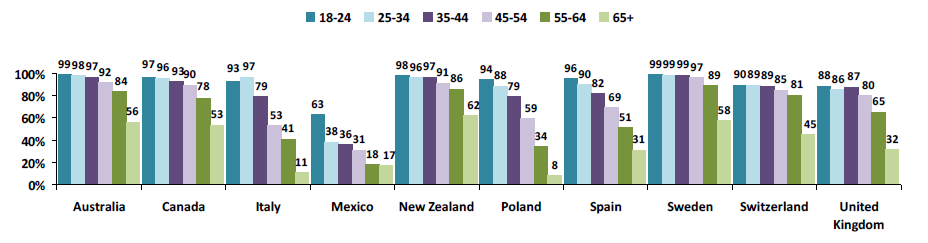 18-24 25-34 35-44 45-54 55-64 65+
100%
80%
60%
40%
20%
0%
99 98 97 92 84 56
97 96 93 90 78 53
93 97 79 53 41 11
63 38 36 31 18 17
98 96 97 91 86 62
94 88 79 59 34 8
96 90 82 69 51 31
99 99 99 97 89 58
90 89 89 85 81 45
88 86 87 80 65 32
Australia Canada Italy Mexico New Zealand Poland Spain Sweden Switzerland United
Kingdom